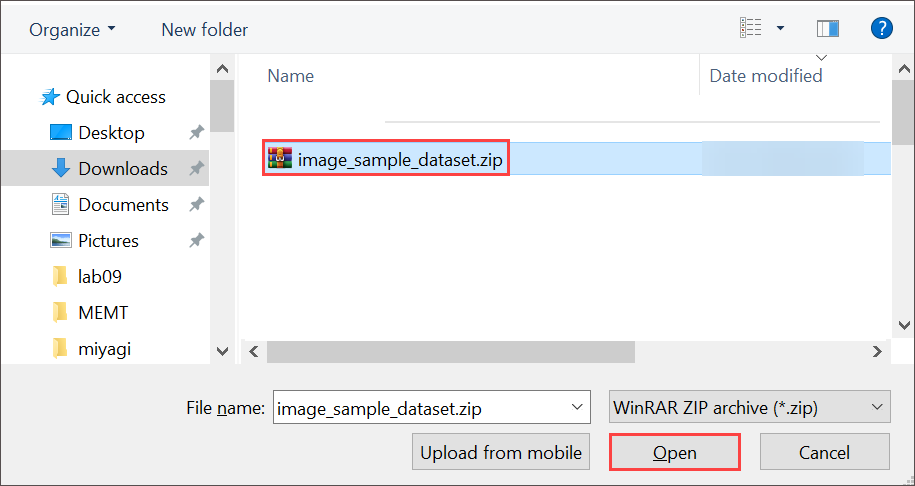 Organize New folder ?
Name Date modified
Quick access
Desktop
Downloads
Documents
Pictures
lab09
MEMT
miyagi
image_sample_dataset.zip
File name: image_sample_dataset.zip WinRAR ZIP archive (*.zip)
Upload from mobile Open Cancel